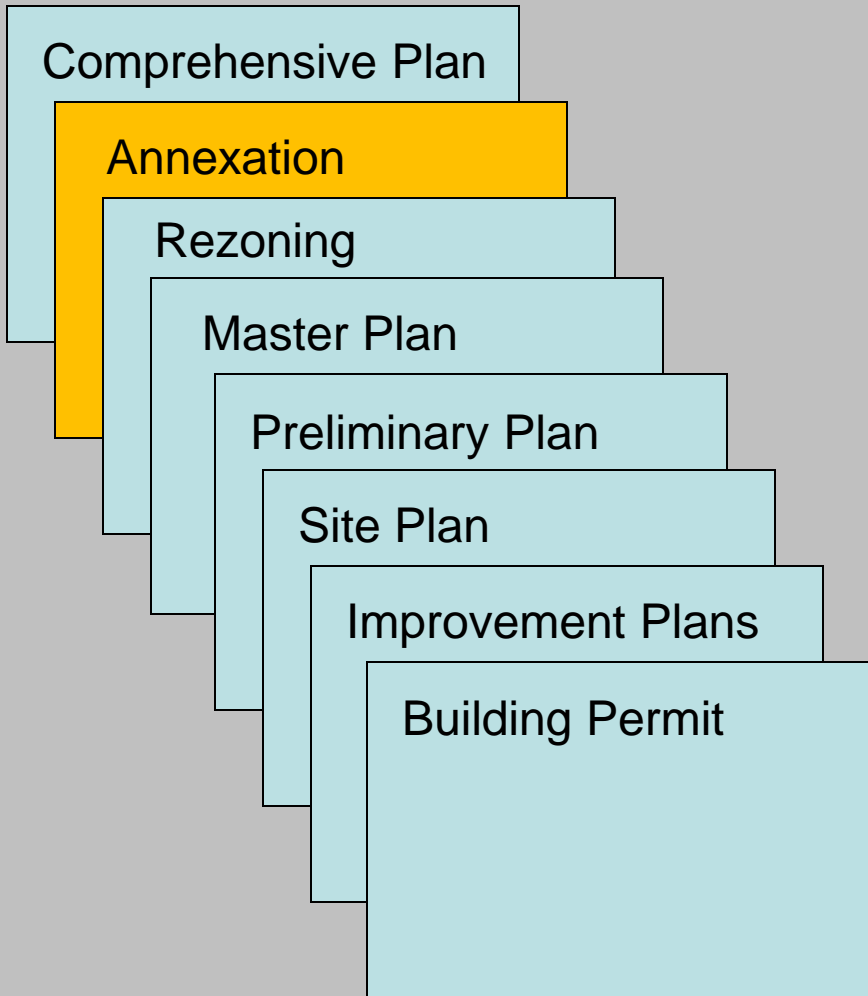 Comprehensive Plan
Annexation
Rezoning
Master Plan
Preliminary Plan
Site Plan
Improvement Plans
Building Permit